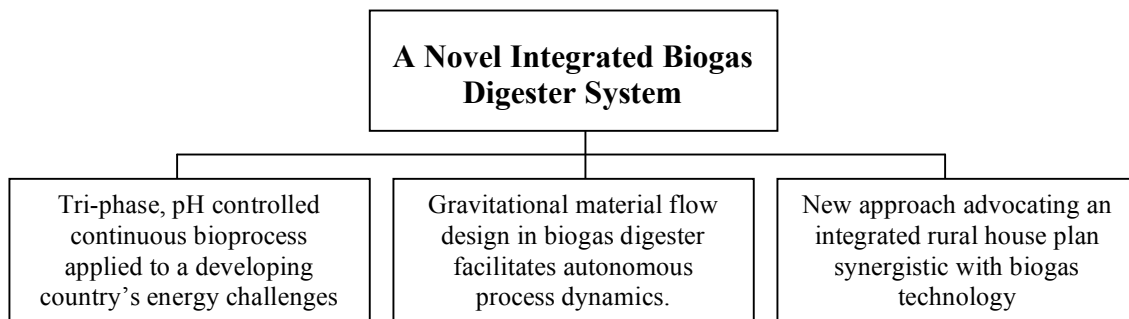 A Novel Integrated Biogas
Digester System
Tri-phase, pH controlled
continuous bioprocess
applied to a developing
country’s energy challenges
Gravitational material flow
design in biogas digester
facilitates autonomous
process dynamics.
New approach advocating an
integrated rural house plan
synergistic with biogas
technology